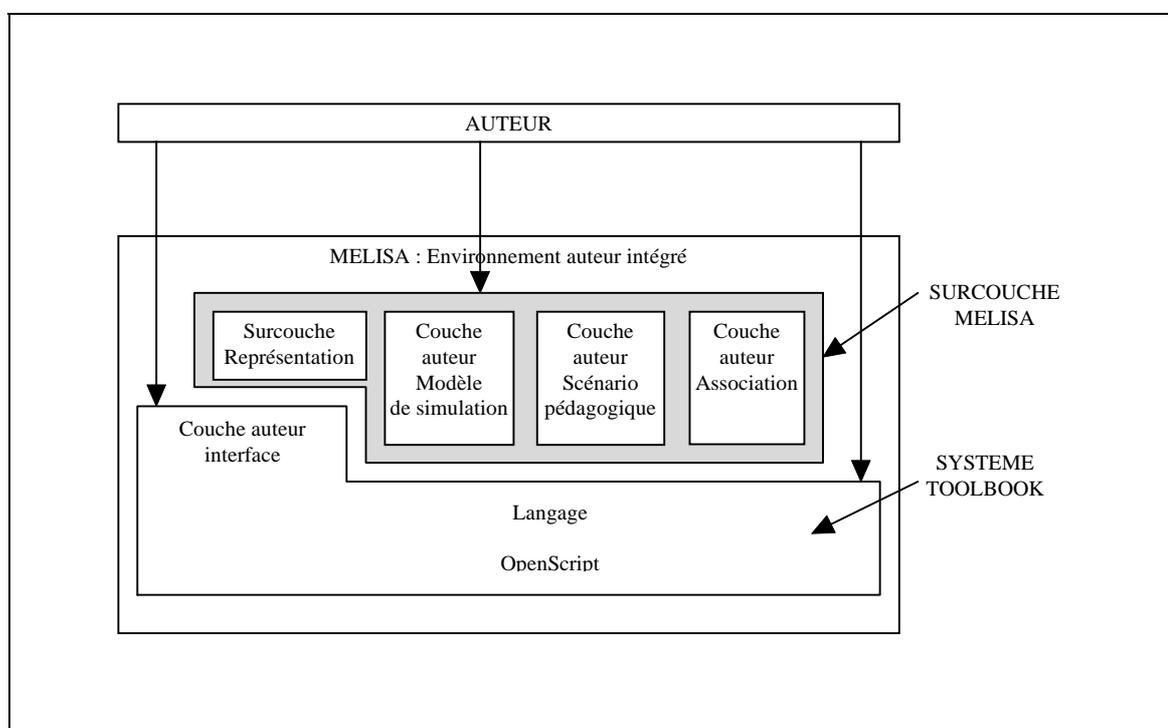 AUTEUR
MELISA : Environnement auteur intégré
SURCOUCHE
MELISA
Surcouche
Représentation
Couche
auteur
Modèle
de simulation
Couche
auteur
Scénario
pédagogique
Couche
auteur
Association
Couche auteur
interface
SYSTEME
TOOLBOOK
Langage
OpenScript